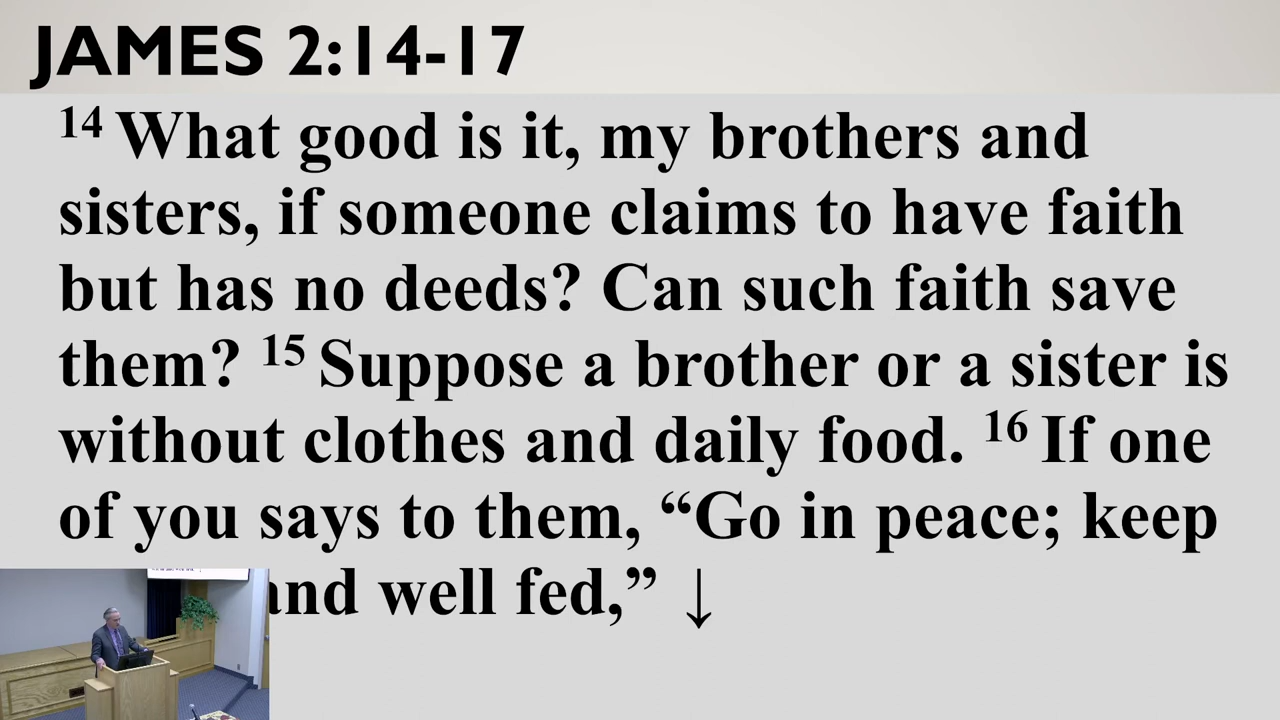 JAMES 2:14-17
14 What good is it, my brothers and
sisters, if someone claims to have faith
but has no deeds? Can such faith save
them? 15 Suppose a brother or a sister is
without clothes and daily food. 16 If one
of you says to them, “Go in peace; keep
and well fed,” ↓